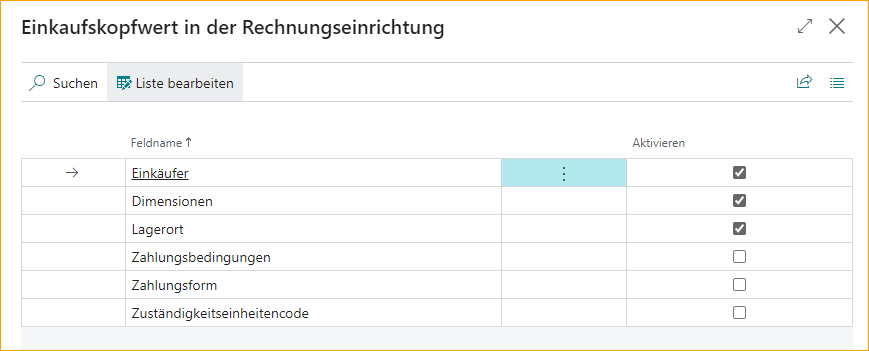 Einkaufskopfwert in der Rechnungseinrichtung
Suchen Liste bearbeiten
Feldname ↑ Aktivieren
Einkäufer
Dimensionen
Lagerort
Zahlungsbedingungen
Zahlungsform
Zuständigkeitseinheitencode